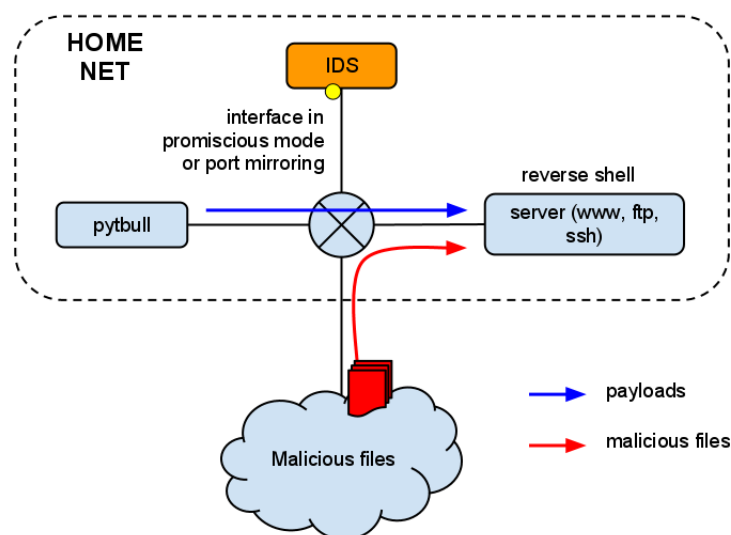 HOME
NET
IDS
interface in
promiscious mode
or port mirroring
reverse shell
pytbull
server (www, ftp,
ssh)
payloads
malicious files
Malicious files